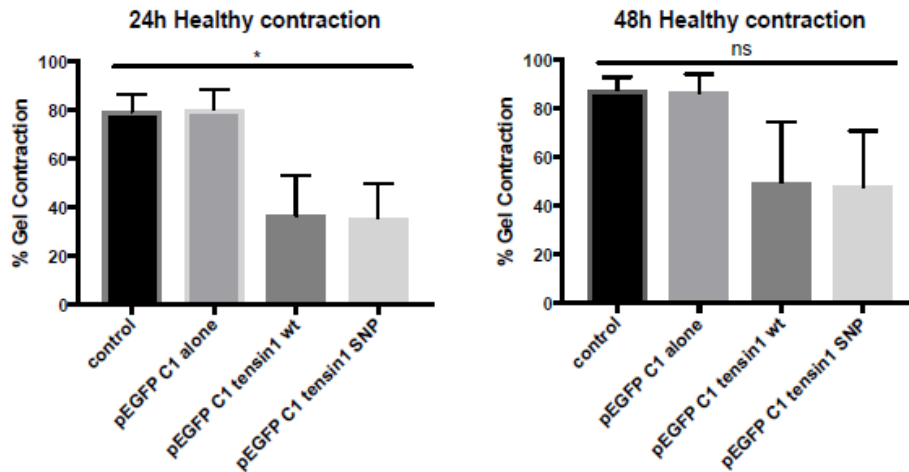 24h Healthy contraction
*
% Gel Contraction
100
80
60
40
20
0
control
pEGFP C1 alone
pEGFP C1 tensin1 wt
pEGFP C1 tensin1 SNP
48h Healthy contraction
ns
% Gel Contraction
100
80
60
40
20
0
control
pEGFP C1 alone
pEGFP C1 tensin1 wt
pEGFP C1 tensin1 SNP